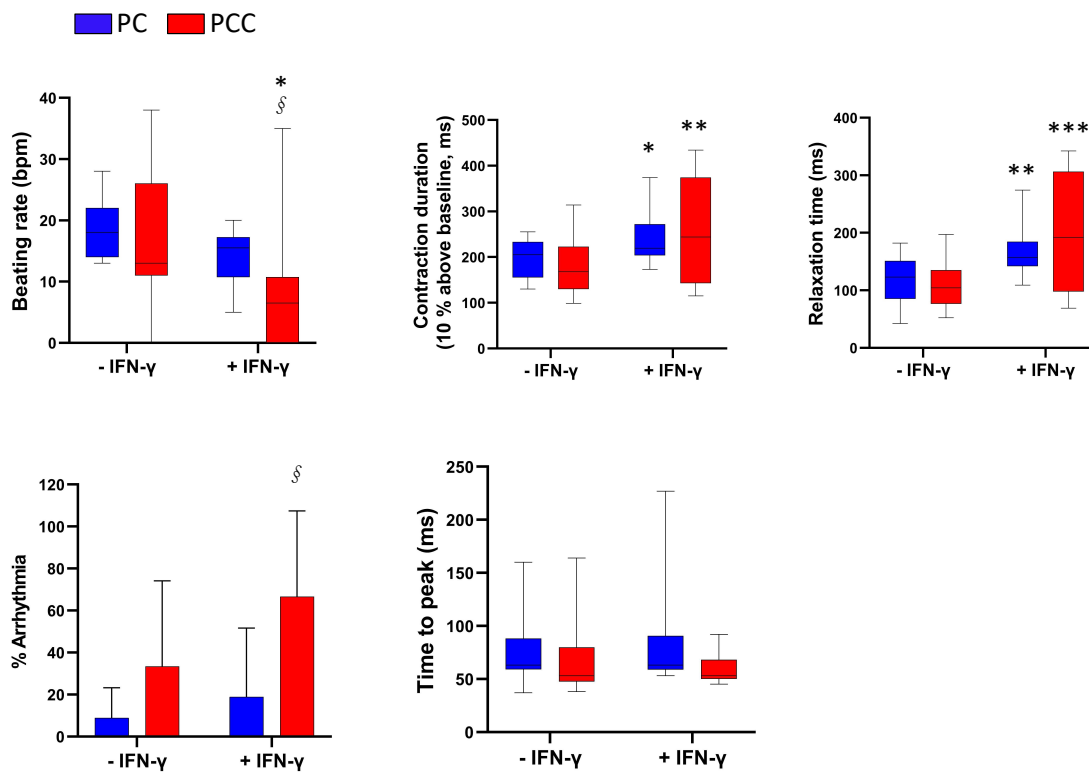 PC PCC
Beating rate (bpm)
40
30
20
10
0
*
§
- IFN-γ + IFN-γ
Contraction duration
(10 % above baseline, ms)
500
400
300
200
100
0
* **
- IFN-γ + IFN-γ
Relaxation time (ms)
400
300
200
100
0
** ***
- IFN-γ + IFN-γ
% Arrhythmia
120
100
80
60
40
20
0
§
- IFN-γ + IFN-γ
Time to peak (ms)
250
200
150
100
50
0
- IFN-γ + IFN-γ